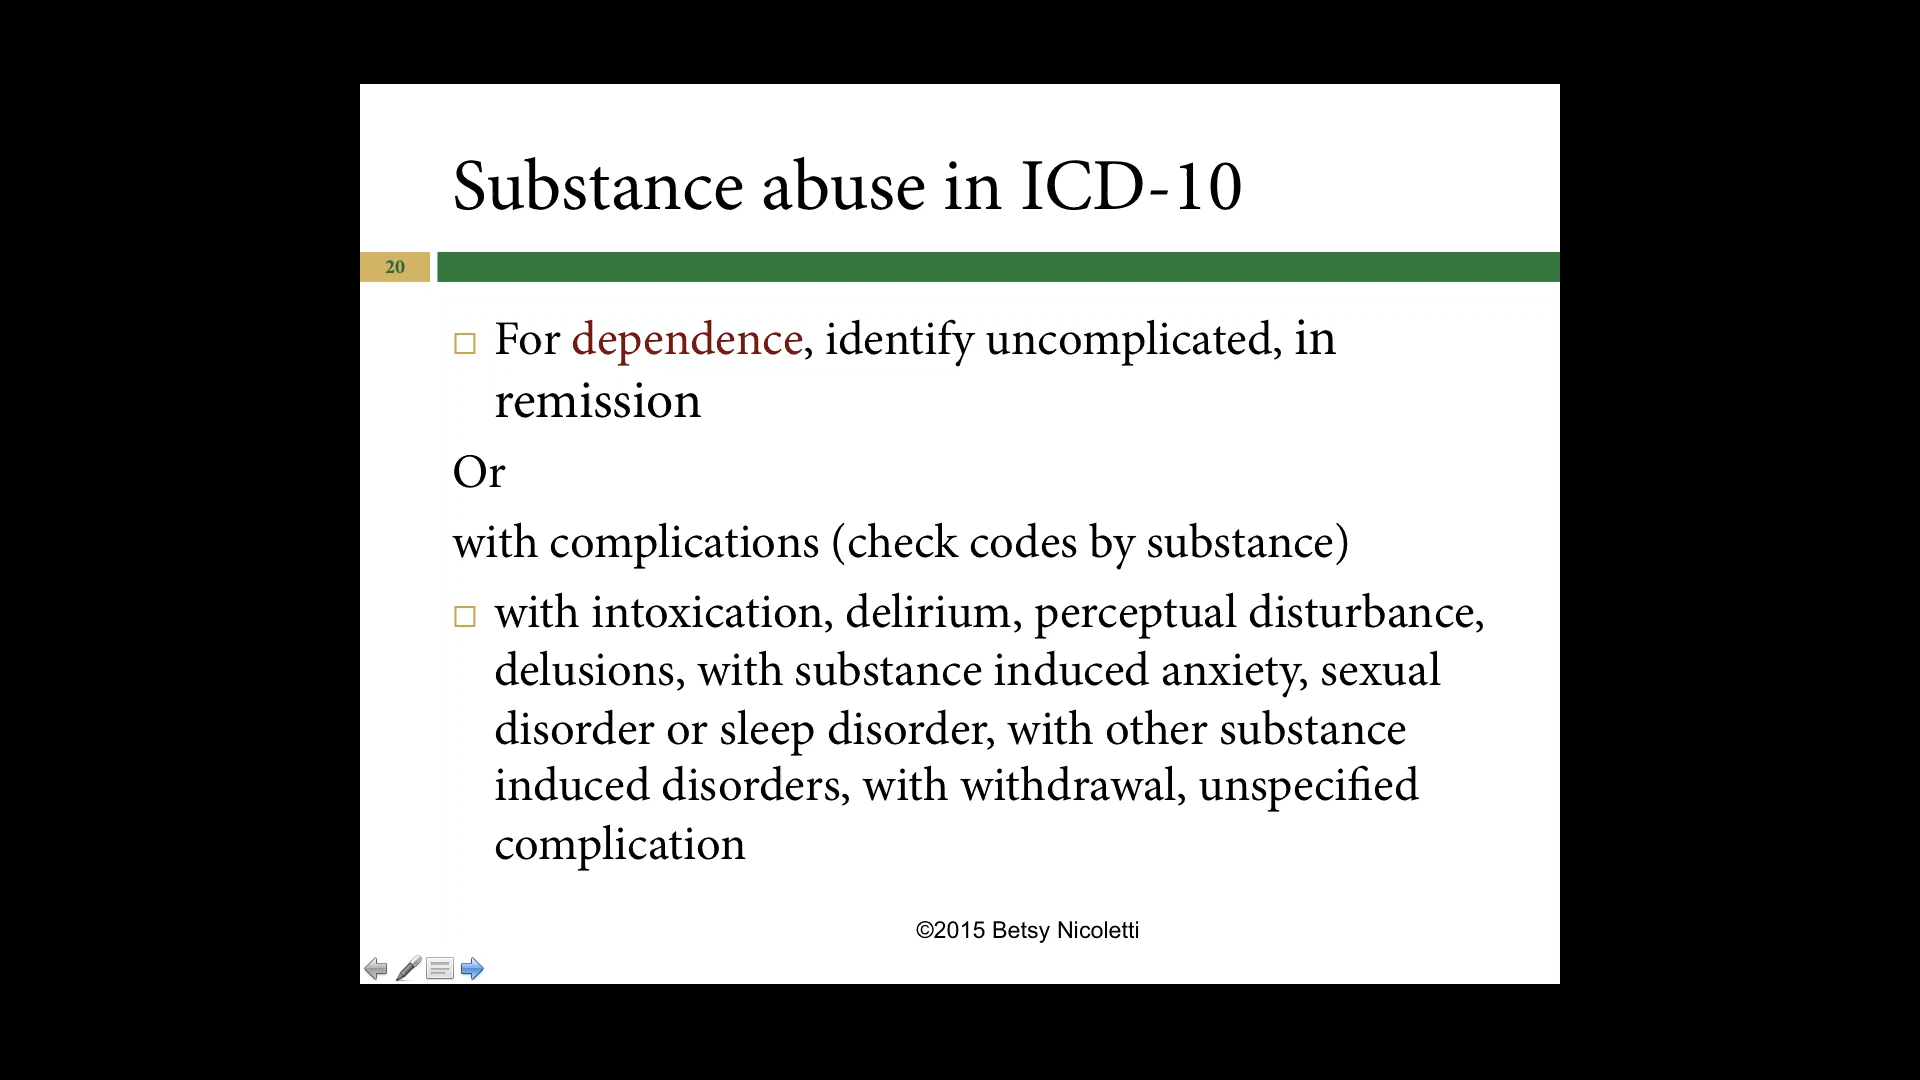 Substance abuse in ICD-10
20
For dependence, identify uncomplicated, in
remission
Or
with complications (check codes by substance)
with intoxication, delirium, perceptual disturbance,
delusions, with substance induced anxiety, sexual
disorder or sleep disorder, with other substance
induced disorders, with withdrawal, unspecified
complication
©2015 Betsy Nicoletti